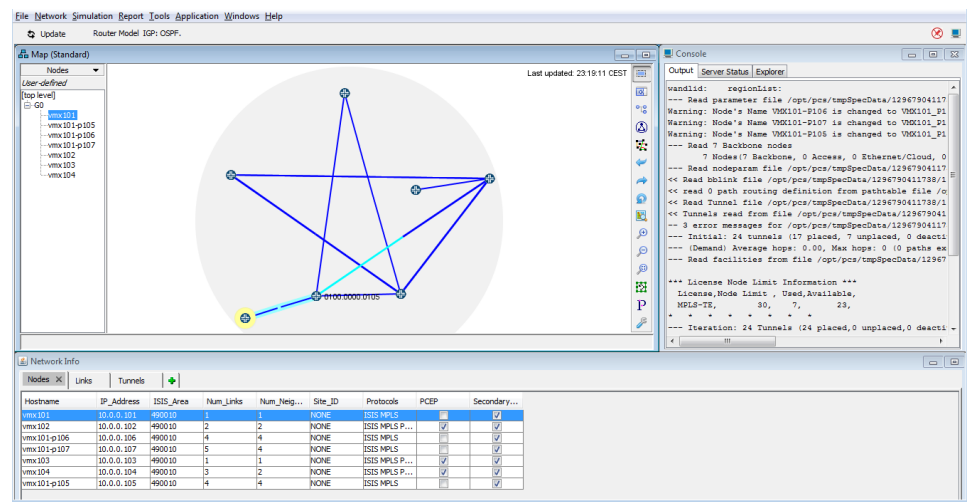 File Network Simulation Report Tools Application Windows Help
Update Router Model IGP: OSPF.
Map (Standard)
Nodes
User-defined
[top level]
G0
vmx101
vmx101-p105
vmx101-p106
vmx101-p107
vmx102
vmx103
vmx104
Last updated: 23:19:11 CEST
0100.0000.0105
P
Console
Output Server Status Explorer
wandlid: regionList:
--- Read parameter file /opt/pcs/tmpSpecData/12967904117
Warning: Node's Name VMX101-P106 is changed to VMX101_P1
Warning: Node's Name VMX101-P107 is changed to VMX101_P1
Warning: Node's Name VMX101-P105 is changed to VMX101_P1
--- Read 7 Backbone nodes
7 Nodes(7 Backbone, 0 Access, 0 Ethernet/Cloud, 0
--- Read nodeparam file /opt/pcs/tmpSpecData/12967904117
<< Read bblink file /opt/pcs/tmpSpecData/1296790411738/1
<< read 0 path routing definition from pathtable file /o
<< Read Tunnel file /opt/pcs/tmpSpecData/1296790411738/1
<< Tunnels read from file /opt/pcs/tmpSpecData/129679041
-- 3 error messages for /opt/pcs/tmpSpecData/12967904117
--- Initial: 24 tunnels (17 placed, 7 unplaced, 0 deacti
--- (Demand) Average hops: 0.00, Max hops: 0 (0 paths ex
--- Read facilities from file /opt/pcs/tmpSpecData/12967
*** License Node Limit Information ***
License,Node Limit , Used,Available,
MPLS-TE, 30, 7, 23,
* * * * * * * *
--- Iteration: 24 Tunnels (24 placed,0 unplaced,0 deacti
Network Info
Nodes Links Tunnels
Hostname IP_Address ISIS_Area Num_Links Num_Neig... Site_ID Protocols PCEP Secondary...
vmx101 10.0.0.101 490010 1 1 NONE ISIS MPLS
vmx102 10.0.0.102 490010 2 2 NONE ISIS MPLS P...
vmx101-p106 10.0.0.106 490010 4 4 NONE ISIS MPLS
vmx101-p107 10.0.0.107 490010 5 4 NONE ISIS MPLS
vmx103 10.0.0.103 490010 1 1 NONE ISIS MPLS P...
vmx104 10.0.0.104 490010 3 2 NONE ISIS MPLS P...
vmx101-p105 10.0.0.105 490010 4 4 NONE ISIS MPLS